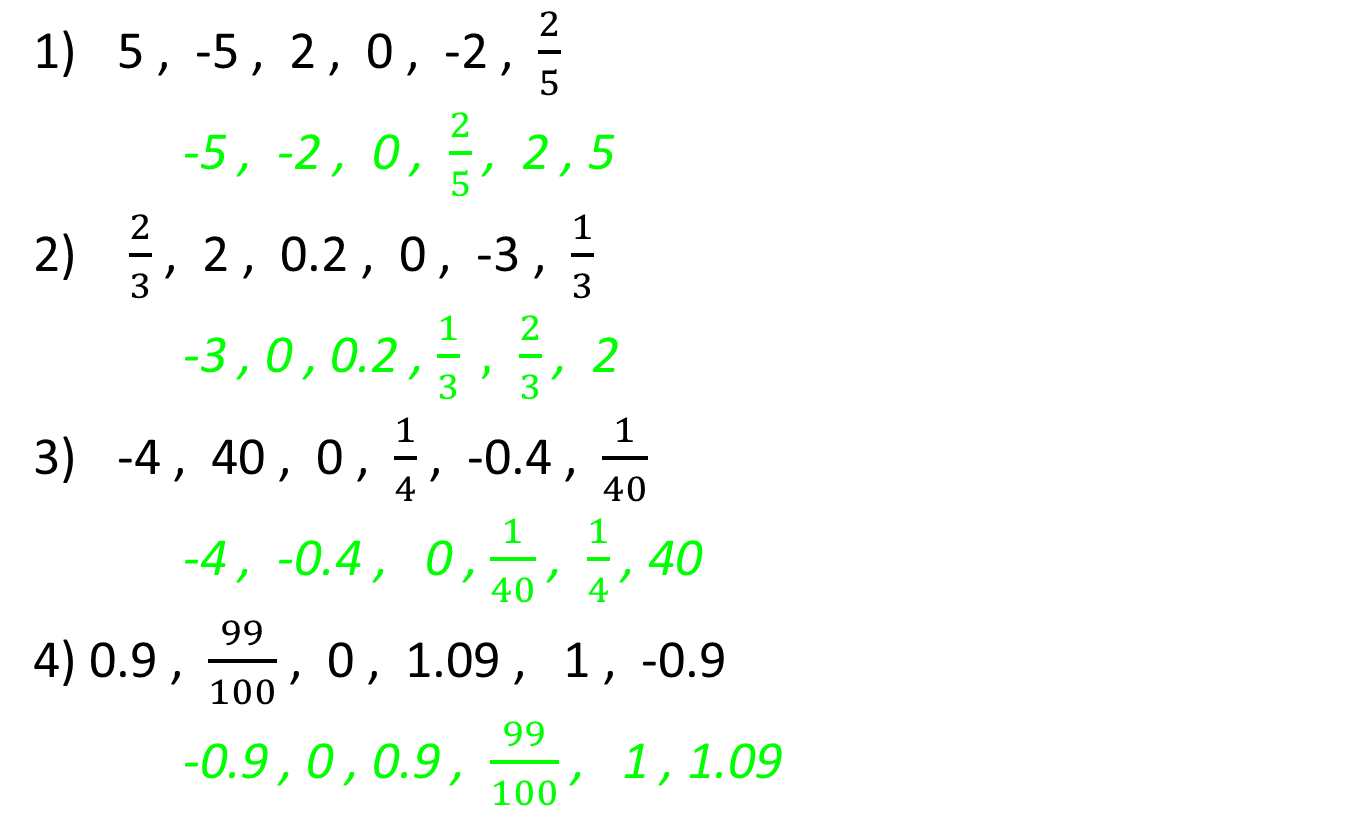 1) 5 , -5 , 2 , 0 , -2 , 2/5
-5 , -2 , 0 , 2/5 , 2 , 5
2) 2/3 , 2 , 0.2 , 0 , -3 , 1/3
-3 , 0 , 0.2 , 1/3 , 2/3 , 2
3) -4 , 40 , 0 , 1/4 , -0.4 , 1/40
-4 , -0.4 , 0 , 1/40 , 1/4 , 40
4) 0.9 , 99/100 , 0 , 1.09 , 1 , -0.9
-0.9 , 0 , 0.9 , 99/100 , 1 , 1.09